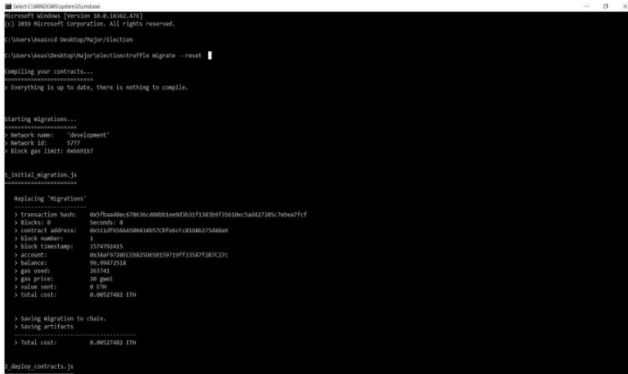 Select C:\WINDOWS\system32\cmd.exe
Microsoft Windows [Version 10.0.18362.476]
(c) 2019 Microsoft Corporation. All rights reserved.
C:\Users\Asus>cd Desktop/Major/Election
C:\Users\Asus\Desktop\Major\election>truffle migrate --reset
Compiling your contracts...
===========================
> Everything is up to date, there is nothing to compile.
Starting migrations...
======================
> Network name: 'development'
> Network id: 5777
> Block gas limit: 0x6691b7
1_initial_migration.js
======================
Replacing 'Migrations'
----------------------
> transaction hash:
> Blocks: 0 Seconds: 0
> contract address:
> block number: 1
> block timestamp: 1574792415
> account:
> balance: 99.99472518
> gas used: 263741
> gas price: 20 gwei
> value sent: 0 ETH
> total cost: 0.00527482 ETH
> Saving migration to chain.
> Saving artifacts
-------------------------------------
> Total cost: 0.00527482 ETH
2_deploy_contracts.js